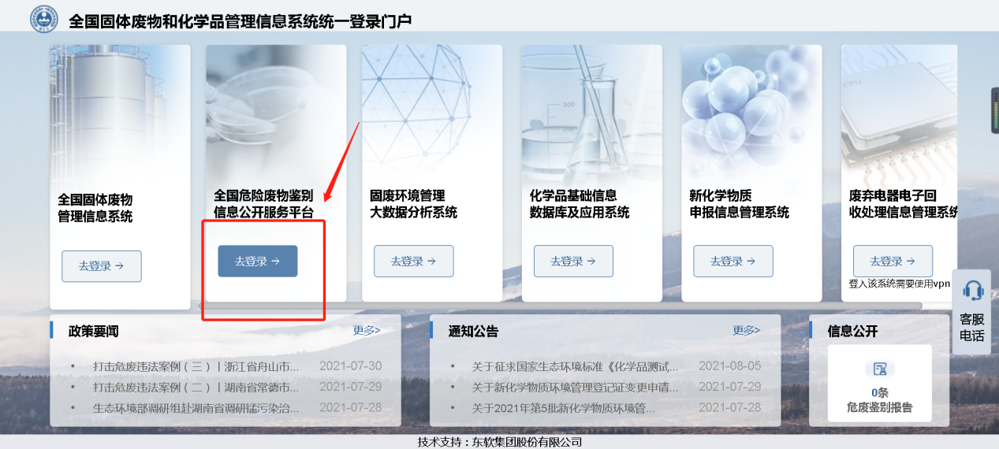 全国固体废物和化学品管理信息系统统一登录门户
全国固体废物
管理信息系统
去登录 →
全国危险废物鉴别
信息公开服务平台
去登录 →
固废环境管理
大数据分析系统
去登录 →
化学品基础信息
数据库及应用系统
去登录 →
新化学物质
申报信息管理系统
去登录 →
CPU
废弃电器电子回
收处理信息管理系统
去登录 →
登入该系统需要使用vpn
300
客服
电话
政策要闻 更多>
• 打击危废违法案例（三）丨浙江省舟山市... 2021-07-30
• 打击危废违法案例（二）丨湖南省常德市... 2021-07-29
• 生态环境部调研组赴湖南省调研锰污染治... 2021-07-28
通知公告 更多>
• 关于征求国家生态环境标准《化学品测试... 2021-08-05
• 关于新化学物质环境管理登记证变更申请... 2021-07-29
• 关于2021年第5批新化学物质环境管... 2021-07-28
信息公开
0条
危废鉴别报告
技术支持：东软集团股份有限公司